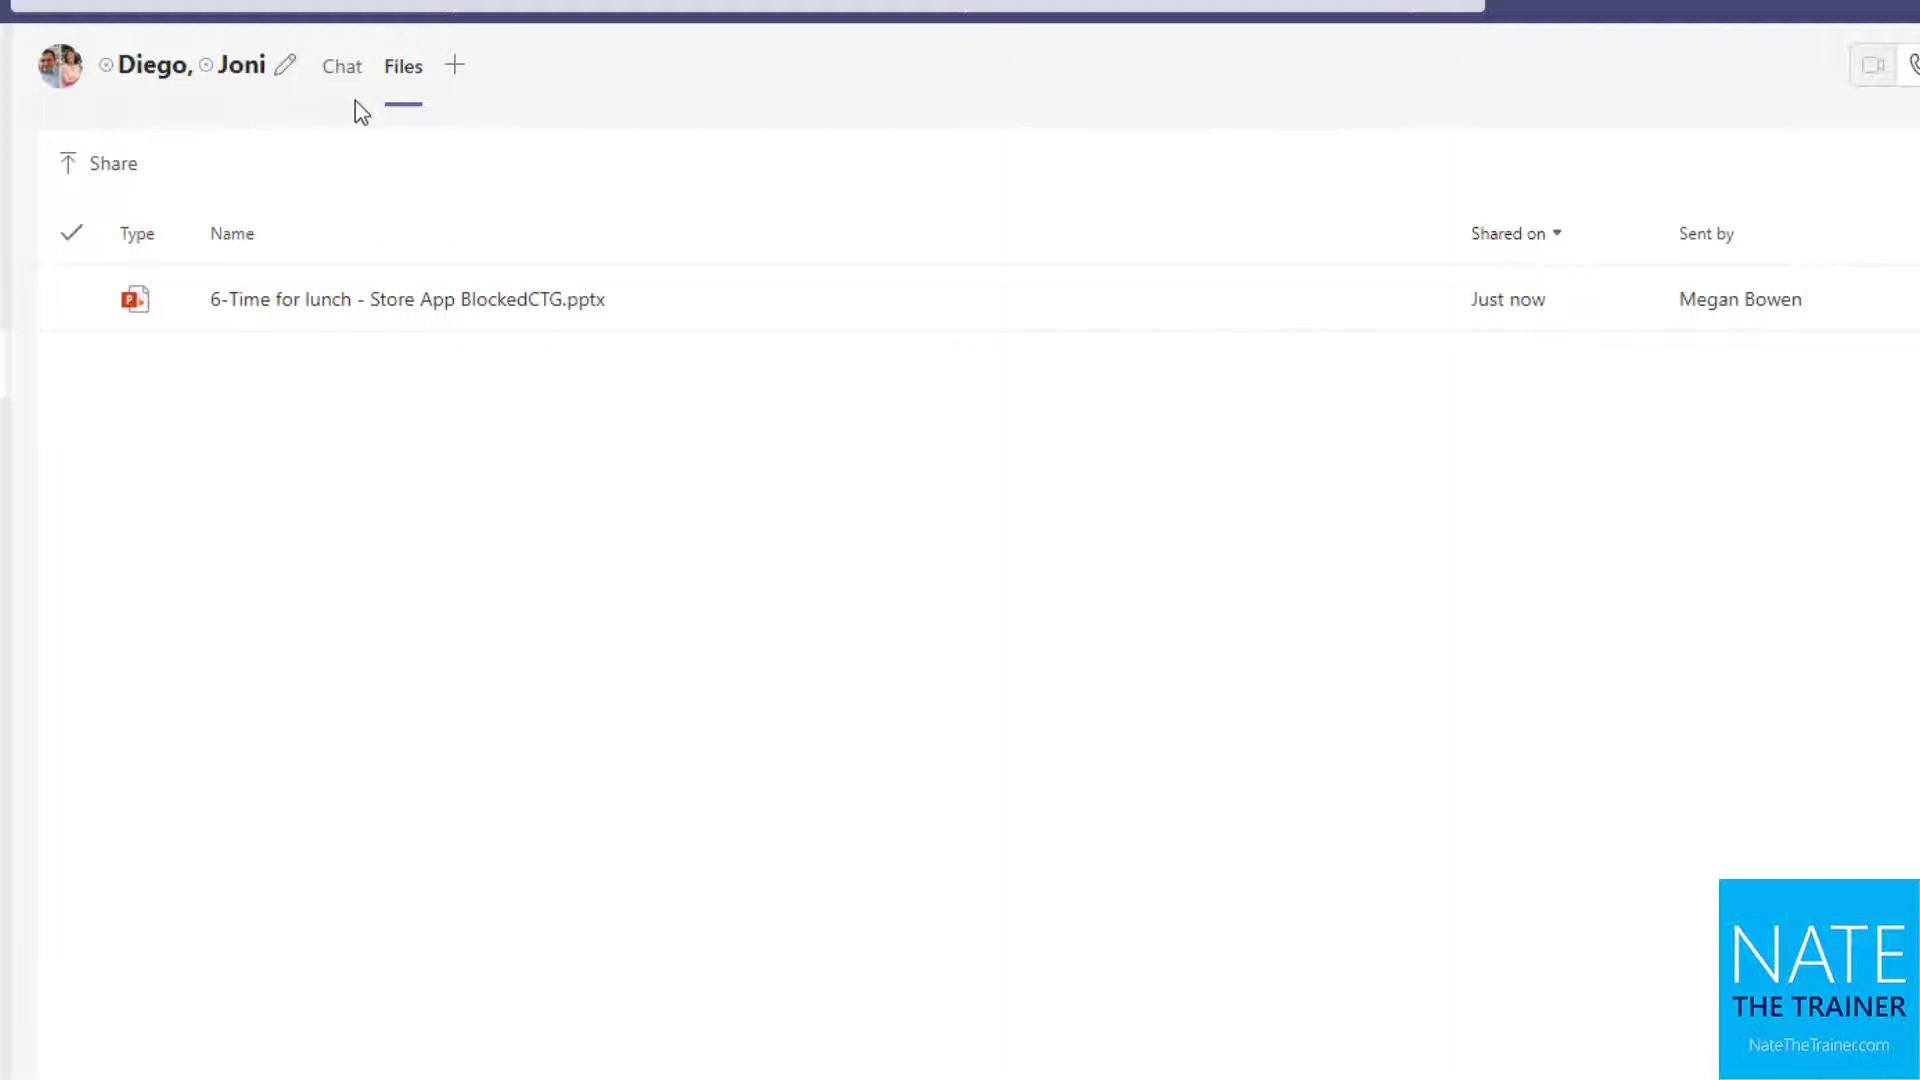 Diego, Joni Chat Files
Share
Type Name Shared on Sent by
6-Time for lunch - Store App BlockedCTG.pptx Just now Megan Bowen
NATE
THE TRAINER
NateTheTrainer.com